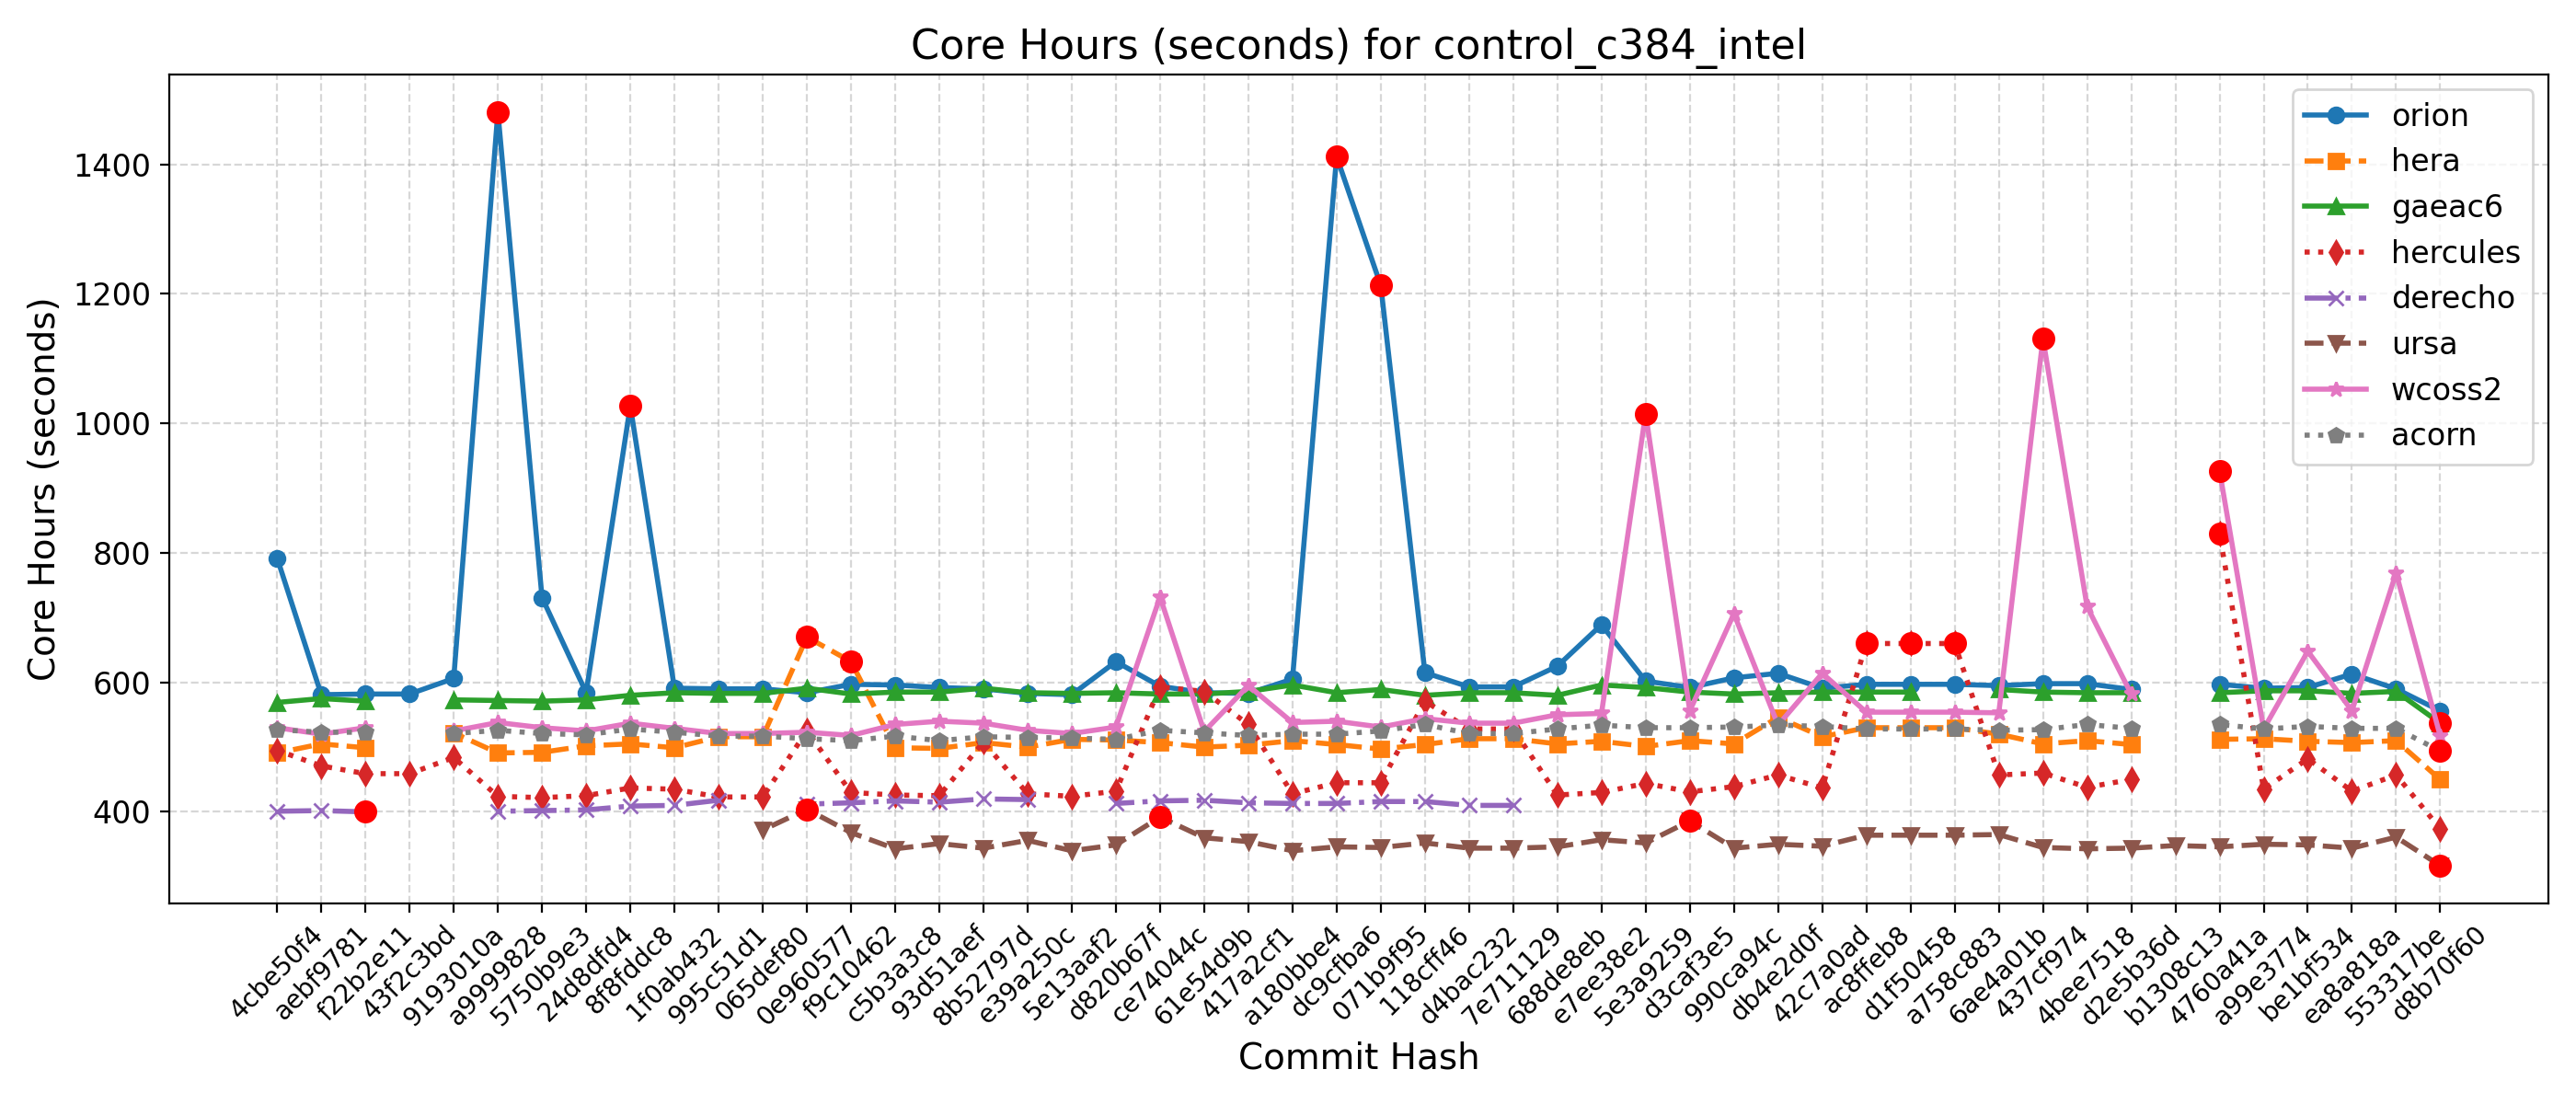 Core Hours (seconds) for control_c384_intel
Core Hours (seconds)
1400
1200
1000
800
600
400
orion
hera
gaeac6
hercules
derecho
ursa
wcoss2
acorn
4cbe50f4
aebf9781
f22b2e11
43f2c3bd
9193010a
a9999828
5750b9e3
24d8dfd4
8f8fddc8
1f0ab432
995c51d1
065def80
0e960577
f9c10462
c5b3a3c8
93d51aef
8b52797d
e39a250c
5e13aaf2
d820b67f
ce74044c
61e54d9b
417a2cf1
a180bbe4
dc9cfba6
071b9f95
118cff46
d4bac232
7e711129
688de8eb
e7ee38e2
5e3a9259
d3caf3e5
990ca94c
db4e2d0f
42c7a0ad
ac8ffeb8
d1f50458
a758c883
6ae4a01b
437cf974
4bee7518
d2e5b36d
b1308c13
4760a41a
a99e3774
be1bf534
ea8a818a
553317be
d8b70f60
Commit Hash